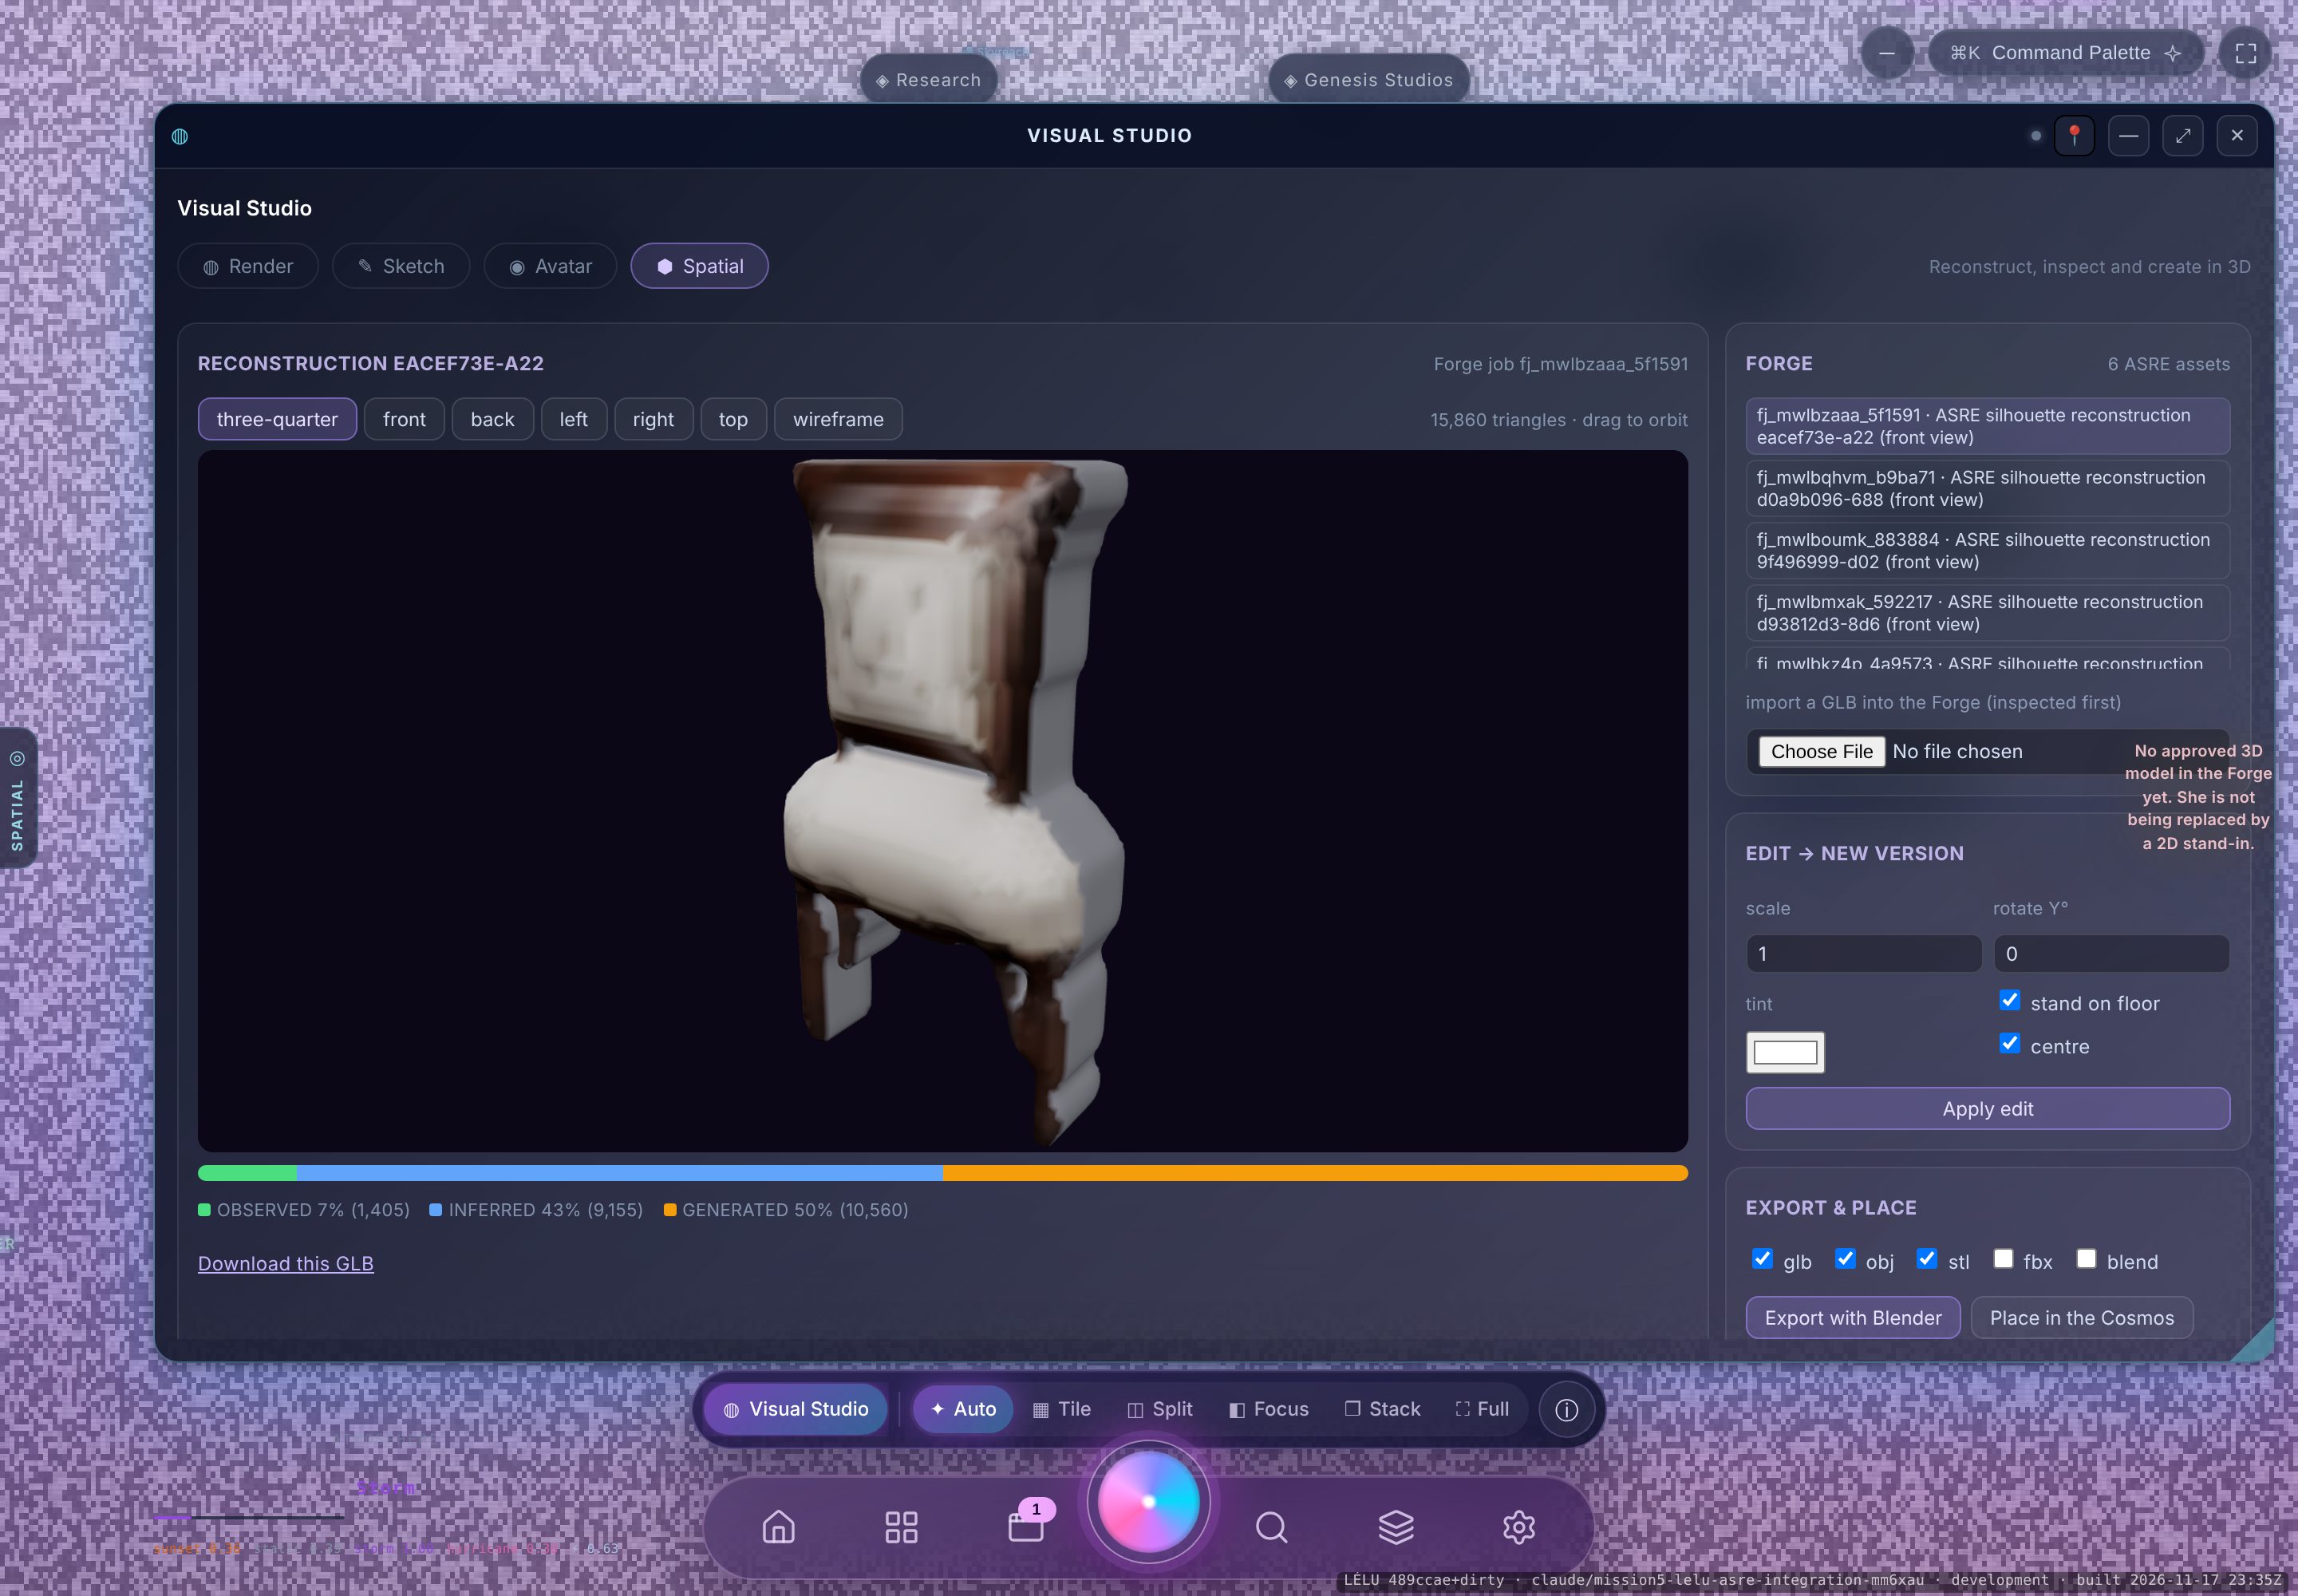 ⌘K Command Palette
Research
Genesis Studios
VISUAL STUDIO
Visual Studio
Render
Sketch
Avatar
Spatial
Reconstruct, inspect and create in 3D
RECONSTRUCTION EACEF73E-A22
Forge job fj_mwlbzaaa_5f1591
three-quarter
front
back
left
right
top
wireframe
15,860 triangles · drag to orbit
OBSERVED 7% (1,405)
INFERRED 43% (9,155)
GENERATED 50% (10,560)
Download this GLB
FORGE
6 ASRE assets
fj_mwlbzaaa_5f1591 · ASRE silhouette reconstruction
eacef73e-a22 (front view)
fj_mwlbqhvm_b9ba71 · ASRE silhouette reconstruction
d0a9b096-688 (front view)
fj_mwlboumk_883884 · ASRE silhouette reconstruction
9f496999-d02 (front view)
fj_mwlbmxak_592217 · ASRE silhouette reconstruction
d93812d3-8d6 (front view)
fj_mwlbkz4p_4a9573 · ASRE silhouette reconstruction
import a GLB into the Forge (inspected first)
Choose File No file chosen
No approved 3D
model in the Forge
yet. She is not
being replaced by
a 2D stand-in.
EDIT → NEW VERSION
scale
rotate Y°
1
0
tint
stand on floor
centre
Apply edit
EXPORT & PLACE
glb
obj
stl
fbx
blend
Export with Blender
Place in the Cosmos
SPATIAL
Visual Studio
Auto
Tile
Split
Focus
Stack
Full
1
Storm
LÉLU 489ccae+dirty · claude/mission5-lelu-asre-integration-mm6xau · development · built 2026-11-17 23:35Z